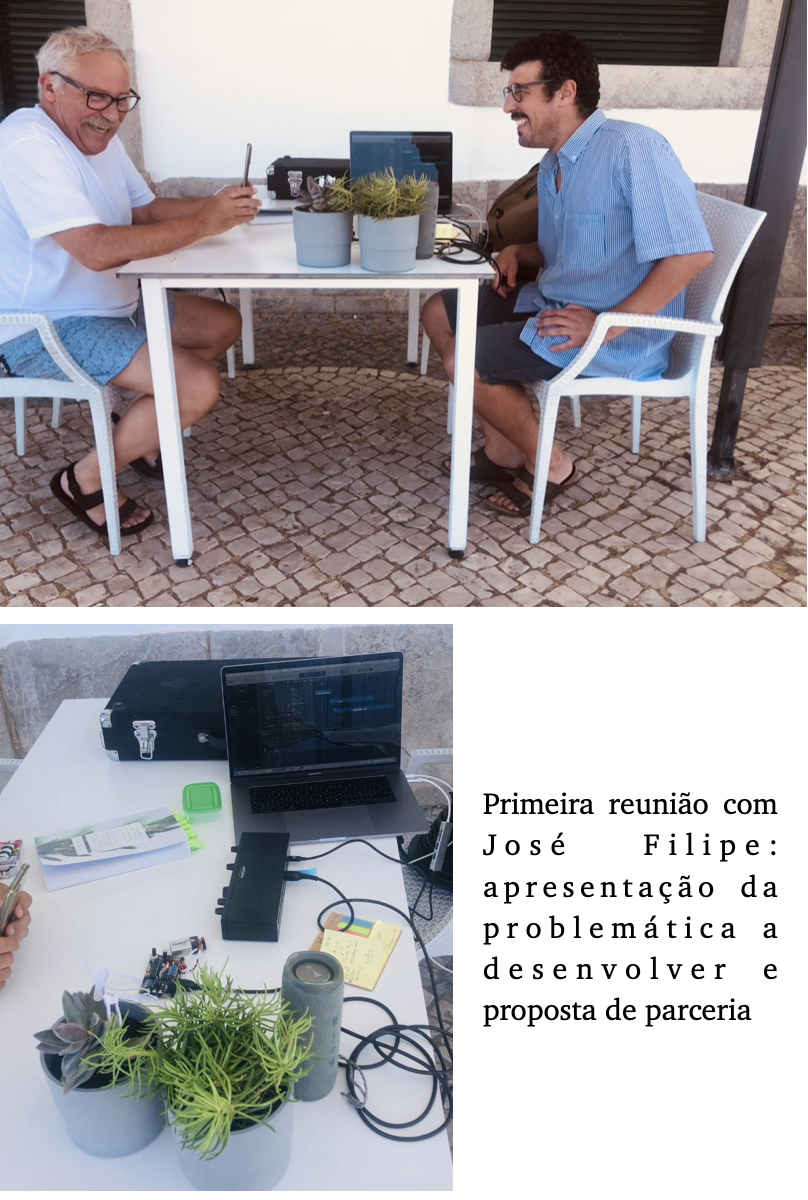 Primeira reunião com
José Filipe:
apresentação da
problemática a
desenvolver e
proposta de parceria